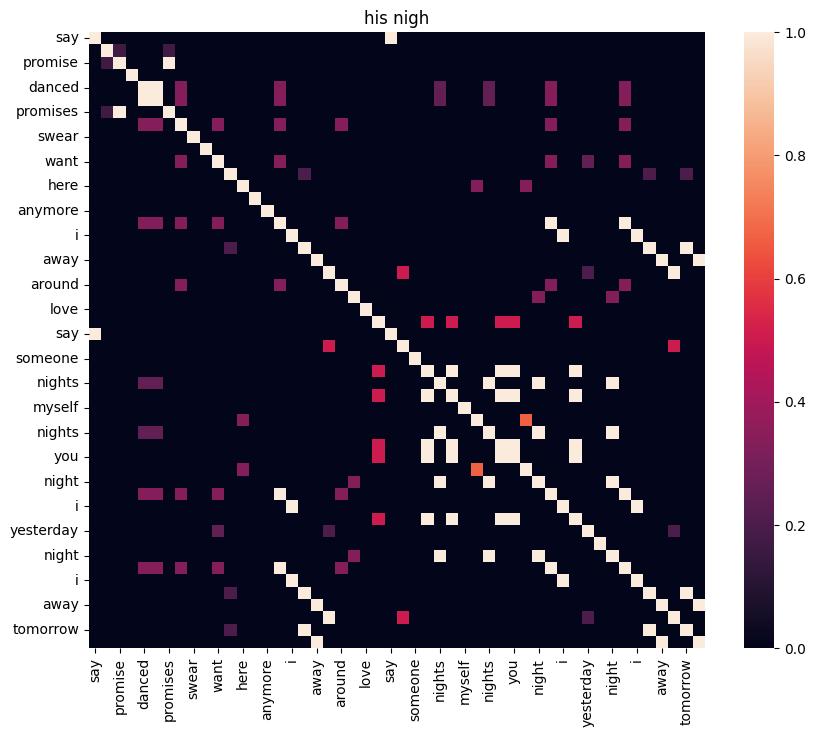 his nigh
say
promise
danced
promises
swear
want
here
anymore
i
away
around
love
say
someone
nights
myself
nights
you
night
i
yesterday
night
i
away
tomorrow
say
promise
danced
promises
swear
want
here
anymore
i
away
around
love
say
someone
nights
myself
nights
you
night
i
yesterday
night
i
away
tomorrow
1.0
0.8
0.6
0.4
0.2
0.0